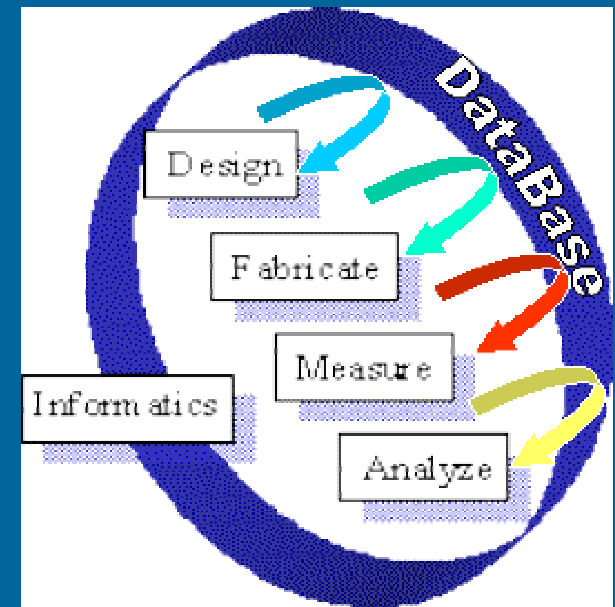 DataBase
Design
Fabricate
Measure
Informatics
Analyze